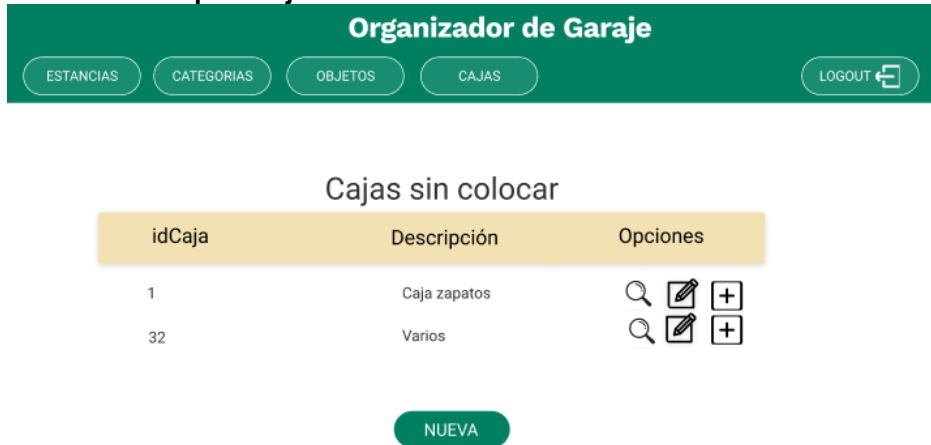 Organizador de Garaje
ESTANCIAS CATEGORIAS OBJETOS CAJAS LOGOUT
Cajas sin colocar
idCaja Descripción Opciones
1 Caja zapatos
32 Varios
NUEVA